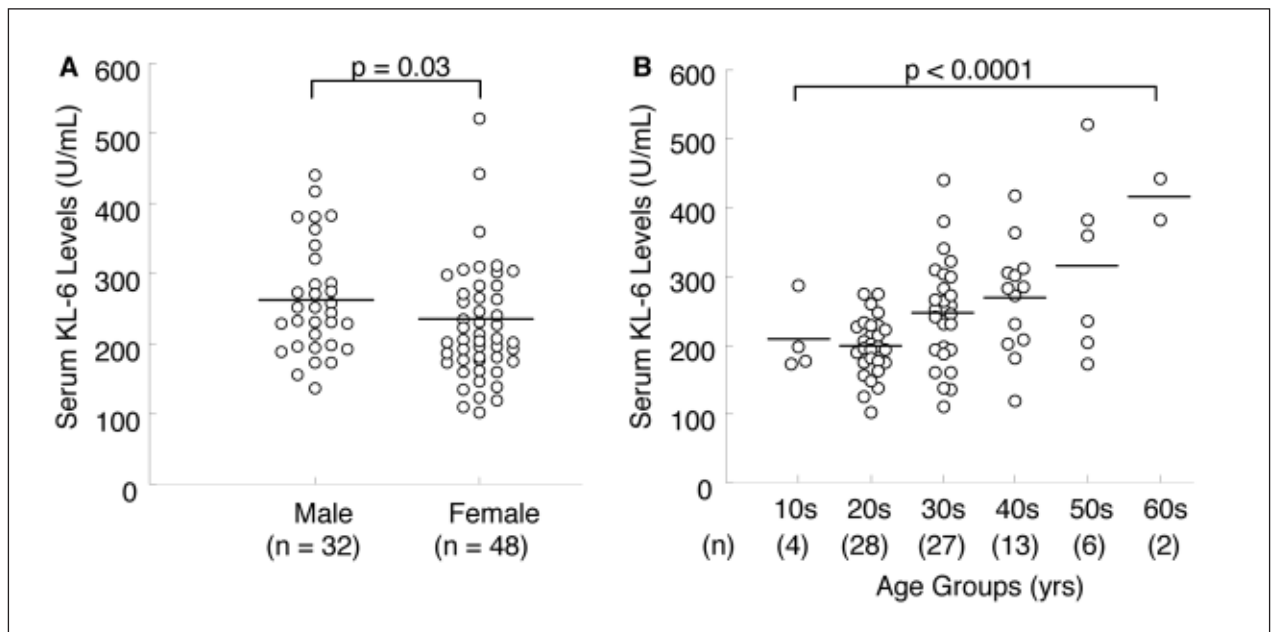 A
p = 0.03
600
500
400
300
200
100
0
Serum KL-6 Levels (U/mL)
Male
Female
(n = 32)
(n = 48)
B
p < 0.0001
600
500
400
300
200
100
0
Serum KL-6 Levels (U/mL)
10s 20s 30s 40s 50s 60s
(n) (4) (28) (27) (13) (6) (2)
Age Groups (yrs)